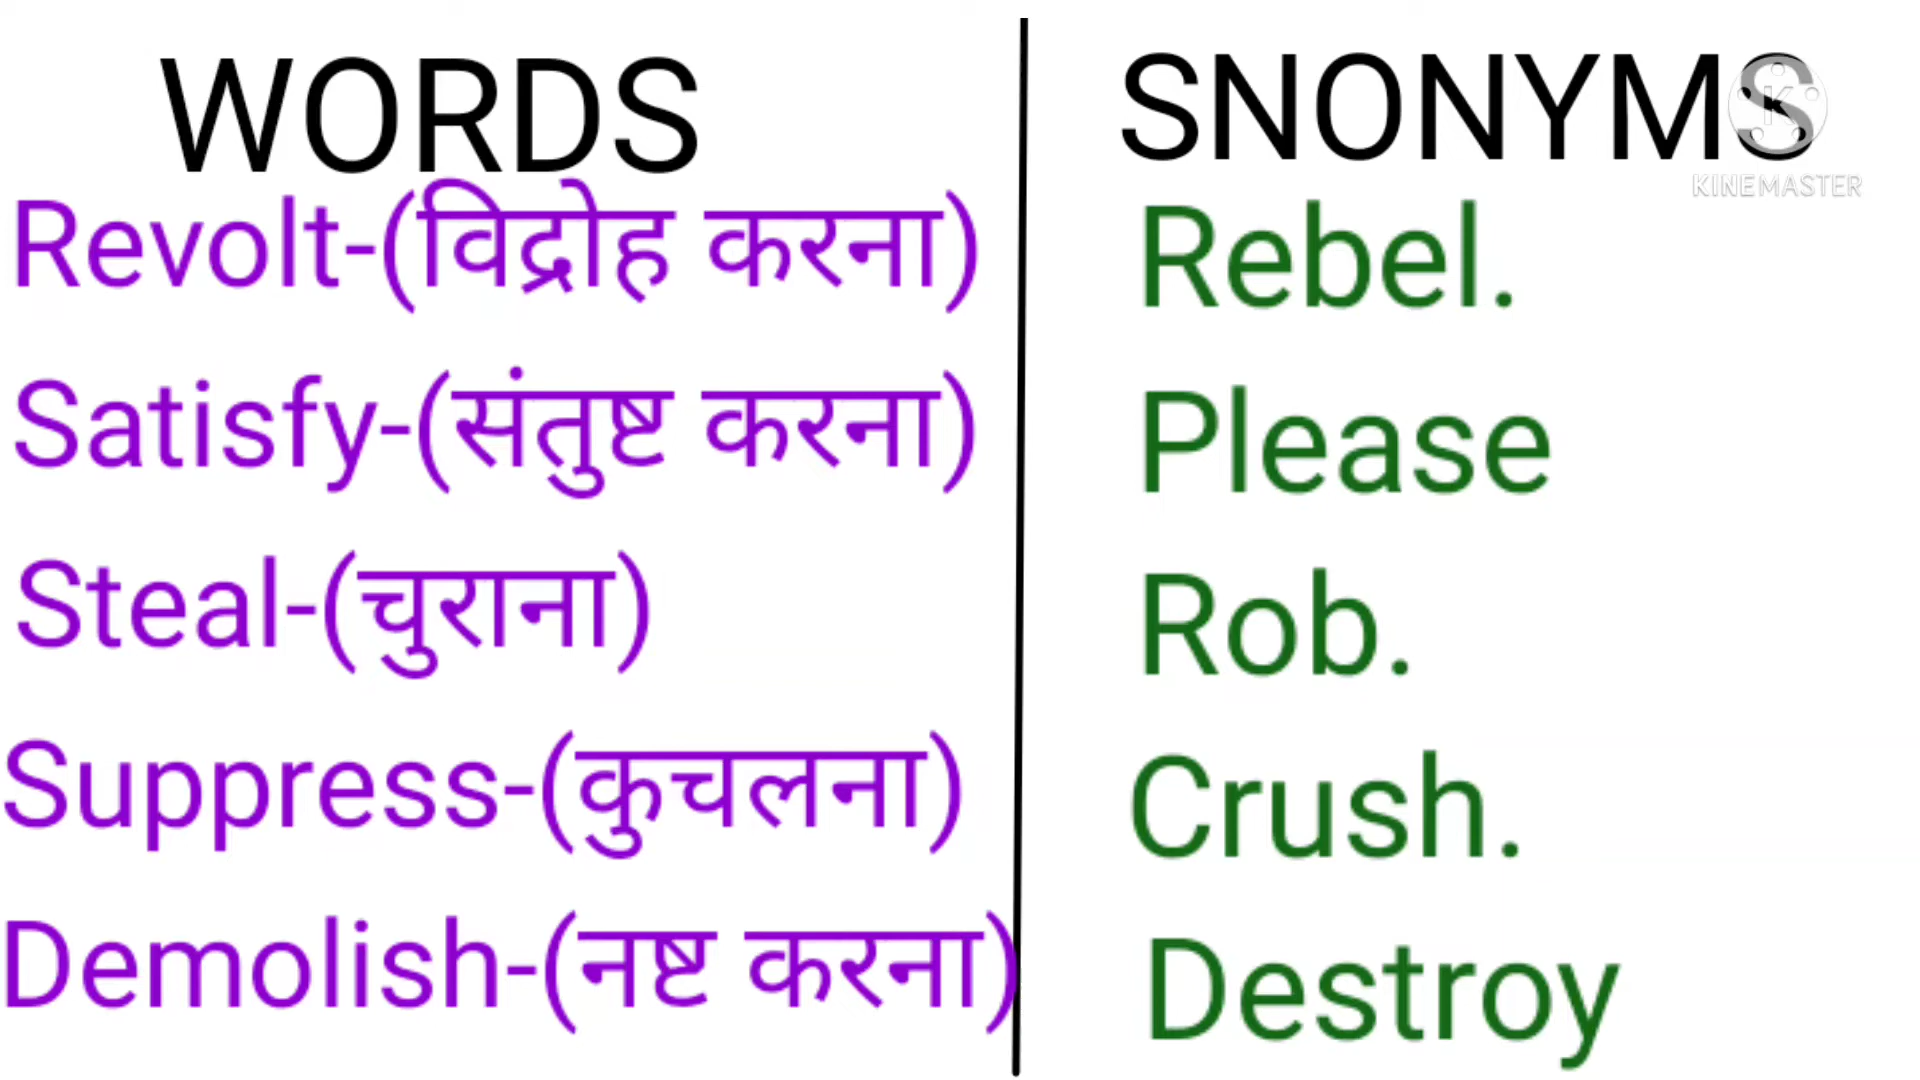 WORDS
SNONYMS
KINEMASTER
Revolt-(विद्रोह करना)
Rebel.
Satisfy-(संतुष्ट करना)
Please
Steal-(चुराना)
Rob.
Suppress-(कुचलना)
Crush.
Demolish-(नष्ट करना)
Destroy